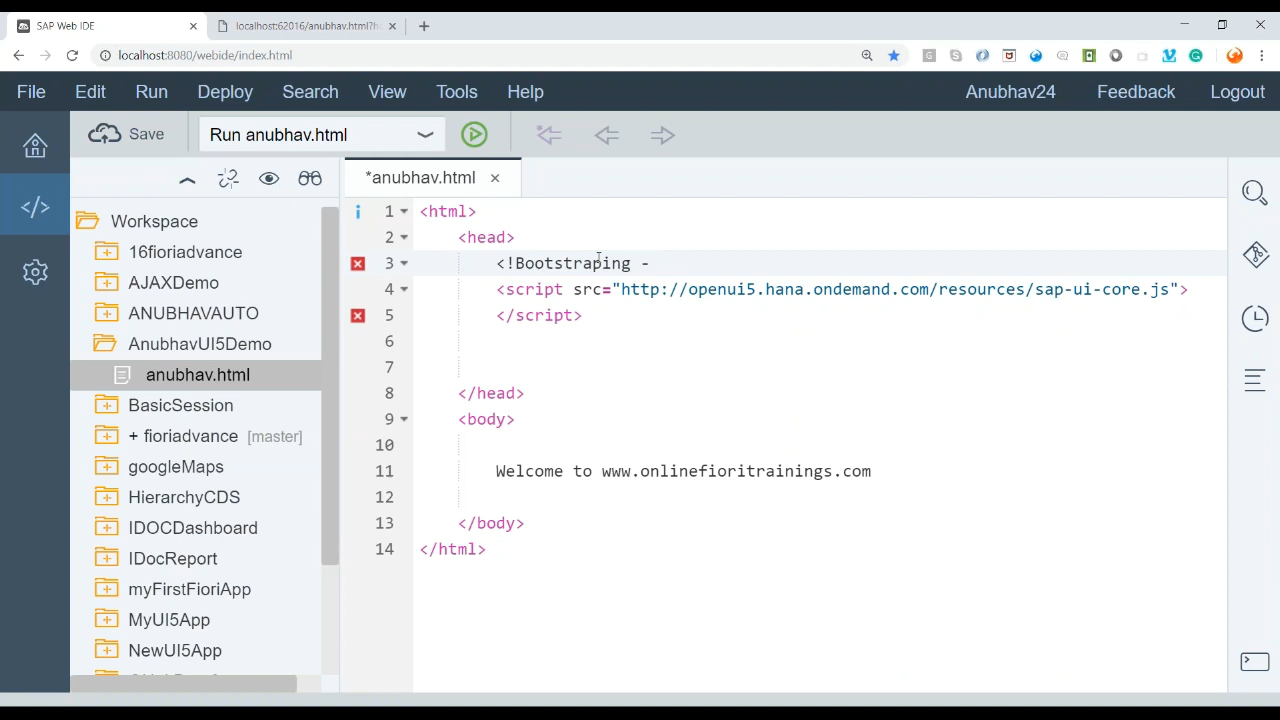 SAP Web IDE
localhost:62016/anubhav.html?h
localhost:8080/webide/index.html
File Edit Run Deploy Search View Tools Help Anubhav24 Feedback Logout
Save Run anubhav.html
*anubhav.html
Workspace
16fioriadvance
AJAXDemo
ANUBHAVAUTO
AnubhavUI5Demo
anubhav.html
BasicSession
+ fioriadvance [master]
googleMaps
HierarchyCDS
IDOCDashboard
IDocReport
myFirstFioriApp
MyUI5App
NewUI5App
1 <html>
2 <head>
3 <!Bootstraping -
4 <script src="http://openui5.hana.ondemand.com/resources/sap-ui-core.js">
5 </script>
6
7
8 </head>
9 <body>
10
11 Welcome to www.onlinefioritrainings.com
12
13 </body>
14 </html>